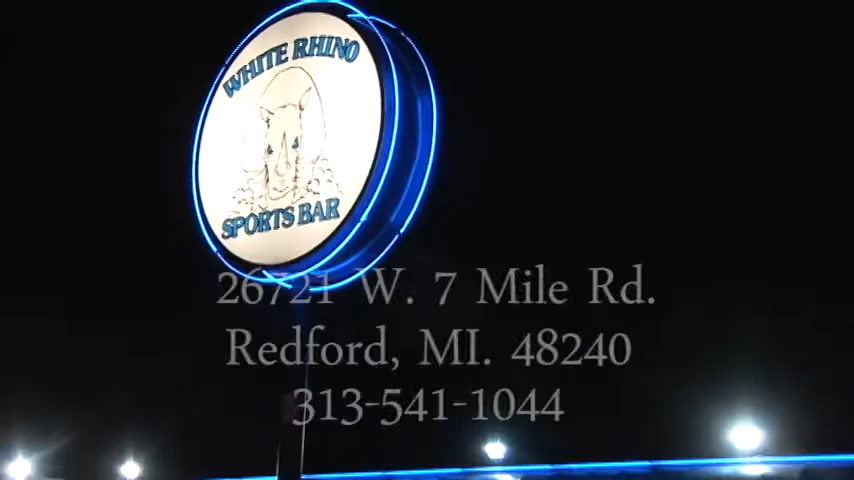 WHITE RHINO
SPORTS BAR
26721 W. 7 Mile Rd.
Redford, MI. 48240
313-541-1044